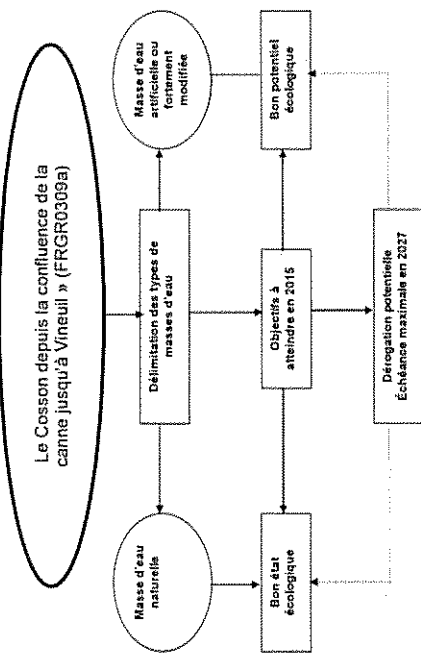 Le Cosson depuis la confluence de la
canne jusqu'à Vineuil » (FRGR0309a)
Masse d'eau
naturelle
Délimitation des types de
masses d'eau
Masse d'eau
artificielle ou
fortement
modifiée
Bon état
écologique
Objectifs à
atteindre en 2015
Bon potentiel
écologique
Dérogation potentielle
Échéance maximale en 2027